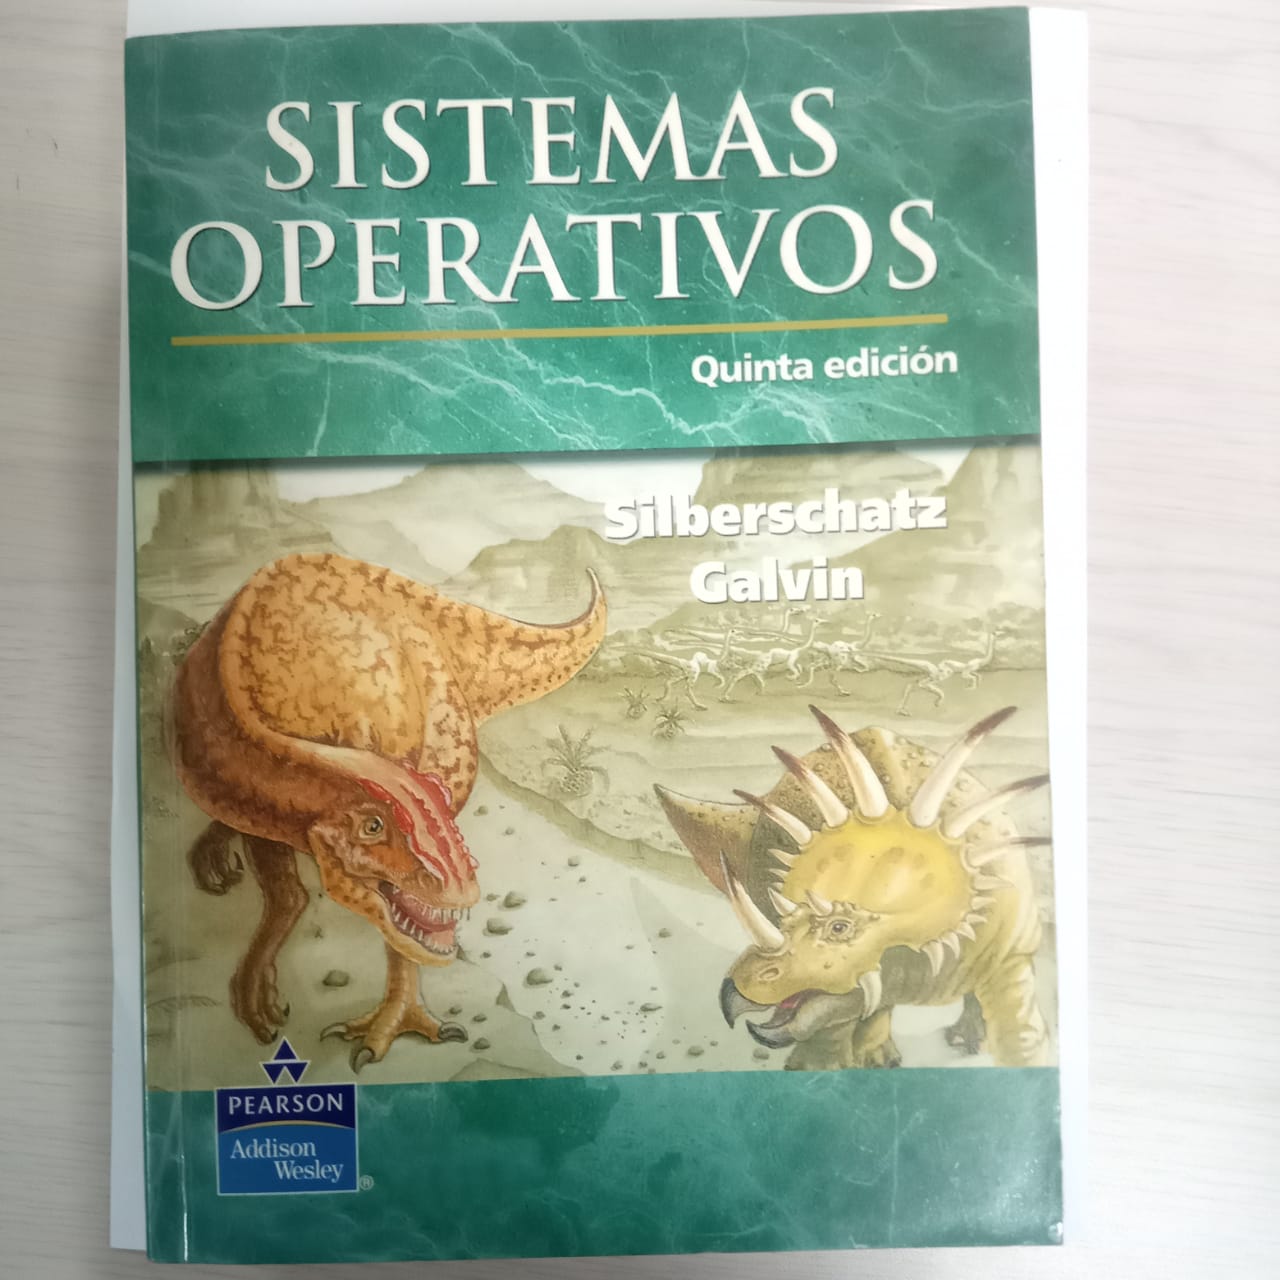 SISTEMAS
OPERATIVOS
Quinta edición
Silberschatz
Galvin
PEARSON
Addison
Wesley
®